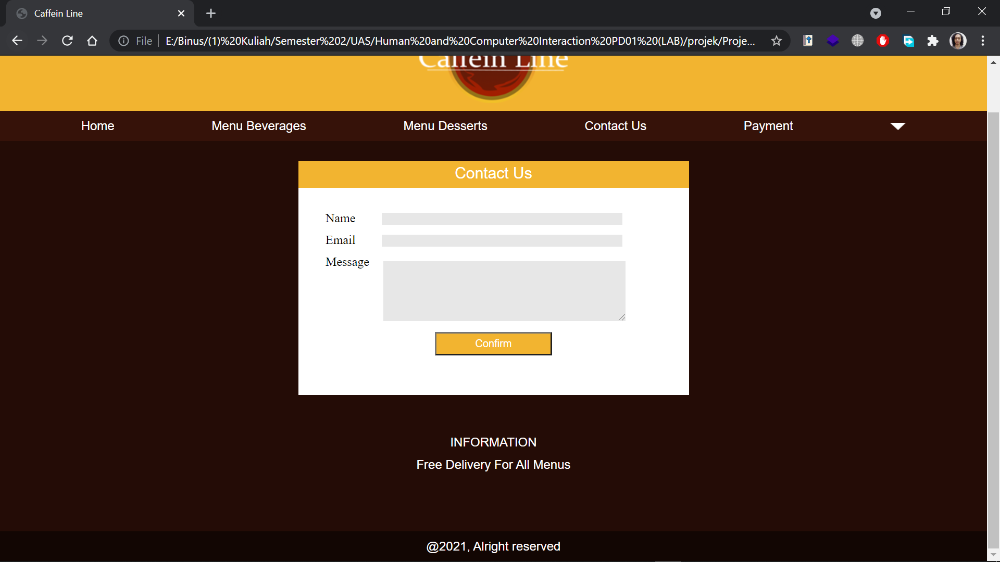 Caffein Line
File
E:/Binus/(1)%20Kuliah/Semester%202/UAS/Human%20and%20Computer%20Interaction%20PD01%20(LAB)/projek/Proje...
Caffein Line
Home Menu Beverages Menu Desserts Contact Us Payment
Contact Us
Name
Email
Message
Confirm
INFORMATION
Free Delivery For All Menus
@2021, Alright reserved